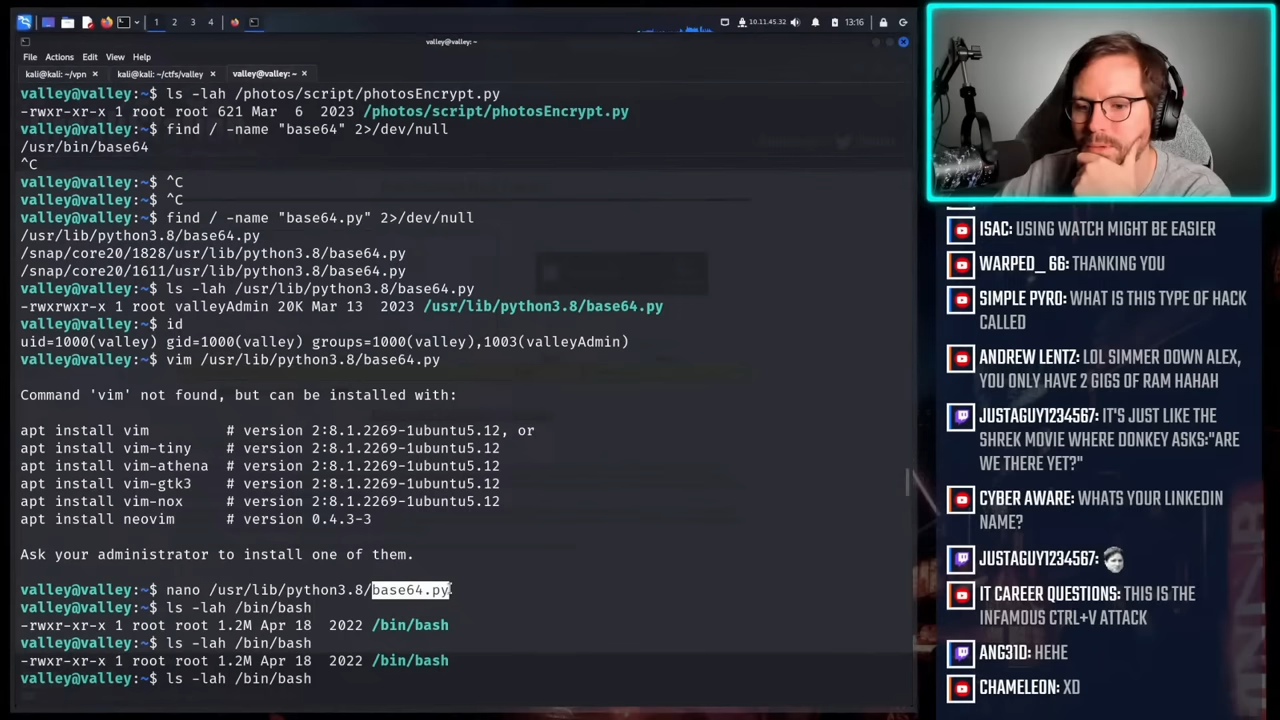 1 2 3 4
10.11.45.32
13:16
valley@valley: ~
File Actions Edit View Help
kali@kali: ~/vpn
kali@kali: ~/ctfs/valley
valley@valley: ~
valley@valley:~$ ls -lah /photos/script/photosEncrypt.py
-rwxr-xr-x 1 root root 621 Mar 6 2023 /photos/script/photosEncrypt.py
valley@valley:~$ find / -name "base64" 2>/dev/null
/usr/bin/base64
^C
valley@valley:~$ ^C
valley@valley:~$ ^C
valley@valley:~$ find / -name "base64.py" 2>/dev/null
/usr/lib/python3.8/base64.py
/snap/core20/1828/usr/lib/python3.8/base64.py
/snap/core20/1611/usr/lib/python3.8/base64.py
valley@valley:~$ ls -lah /usr/lib/python3.8/base64.py
-rwxrwxr-x 1 root valleyAdmin 20K Mar 13 2023 /usr/lib/python3.8/base64.py
valley@valley:~$ id
uid=1000(valley) gid=1000(valley) groups=1000(valley),1003(valleyAdmin)
valley@valley:~$ vim /usr/lib/python3.8/base64.py
Command 'vim' not found, but can be installed with:
apt install vim # version 2:8.1.2269-1ubuntu5.12, or
apt install vim-tiny # version 2:8.1.2269-1ubuntu5.12
apt install vim-athena # version 2:8.1.2269-1ubuntu5.12
apt install vim-gtk3 # version 2:8.1.2269-1ubuntu5.12
apt install vim-nox # version 2:8.1.2269-1ubuntu5.12
apt install neovim # version 0.4.3-3
Ask your administrator to install one of them.
valley@valley:~$ nano /usr/lib/python3.8/base64.py
valley@valley:~$ ls -lah /bin/bash
-rwxr-xr-x 1 root root 1.2M Apr 18 2022 /bin/bash
valley@valley:~$ ls -lah /bin/bash
-rwxr-xr-x 1 root root 1.2M Apr 18 2022 /bin/bash
valley@valley:~$ ls -lah /bin/bash
ISAC: USING WATCH MIGHT BE EASIER
WARPED_ 66: THANKING YOU
SIMPLE PYRO: WHAT IS THIS TYPE OF HACK
CALLED
ANDREW LENTZ: LOL SIMMER DOWN ALEX,
YOU ONLY HAVE 2 GIGS OF RAM HAHAH
JUSTAGUY1234567: IT'S JUST LIKE THE
SHREK MOVIE WHERE DONKEY ASKS:"ARE
WE THERE YET?"
CYBER AWARE: WHATS YOUR LINKEDIN
NAME?
JUSTAGUY1234567:
IT CAREER QUESTIONS: THIS IS THE
INFAMOUS CTRL+V ATTACK
ANG31D: HEHE
CHAMELEON: XD